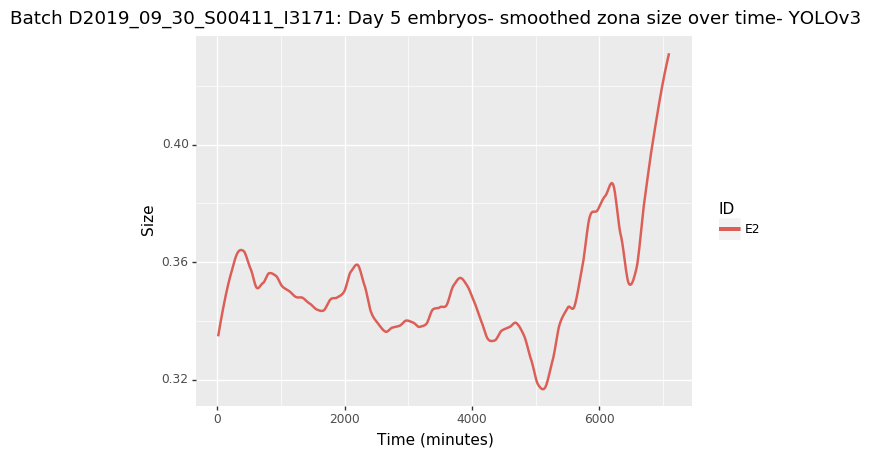 Batch D2019_09_30_S00411_I3171: Day 5 embryos- smoothed zona size over time- YOLOv3
0.40
0.36
0.32
Size
0
2000
4000
6000
Time (minutes)
ID
E2